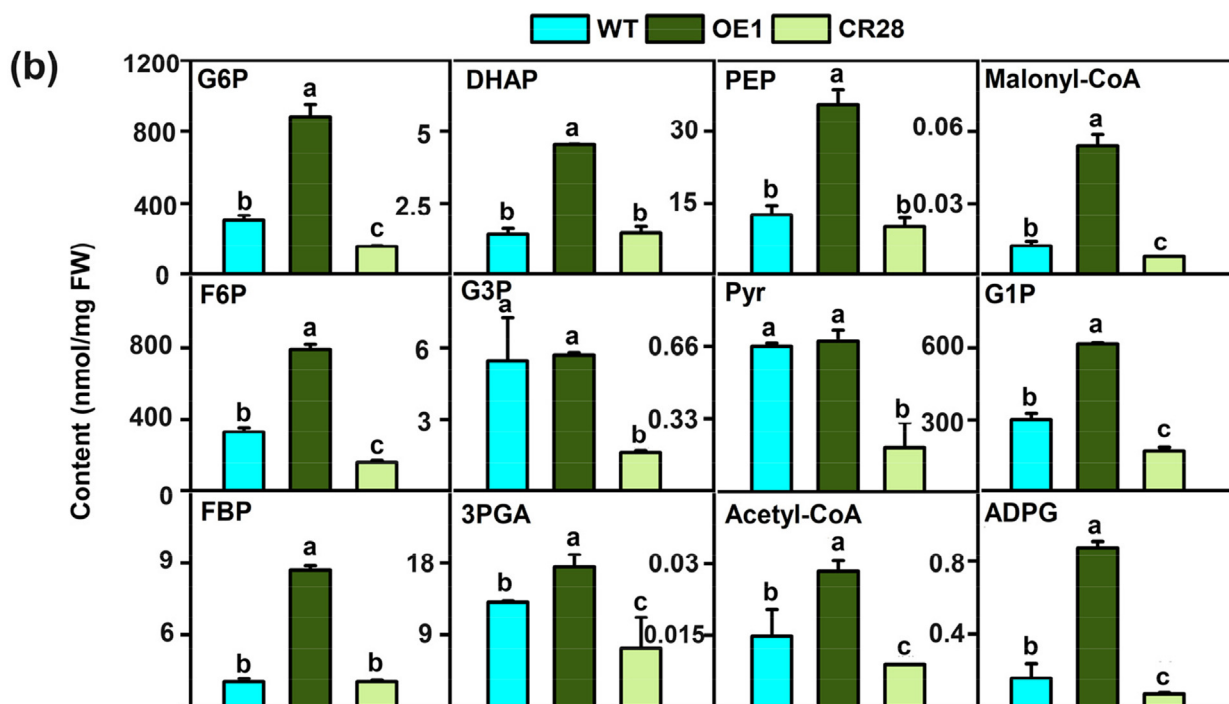 WT OE1 CR28
(b)
Content (nmol/mg FW)
1200 800 400 0
G6P b a c
5 2.5
DHAP b a b
30 15
PEP b a b
0.06 0.03
Malonyl-CoA b a c
800 400 0
F6P b a c
6 3
G3P a a b
0.66 0.33
Pyr a a b
600 300
G1P b a c
9 6
FBP b a b
18 9
3PGA b a c
0.03 0.015
Acetyl-CoA b a c
0.8 0.4
ADPG b a c